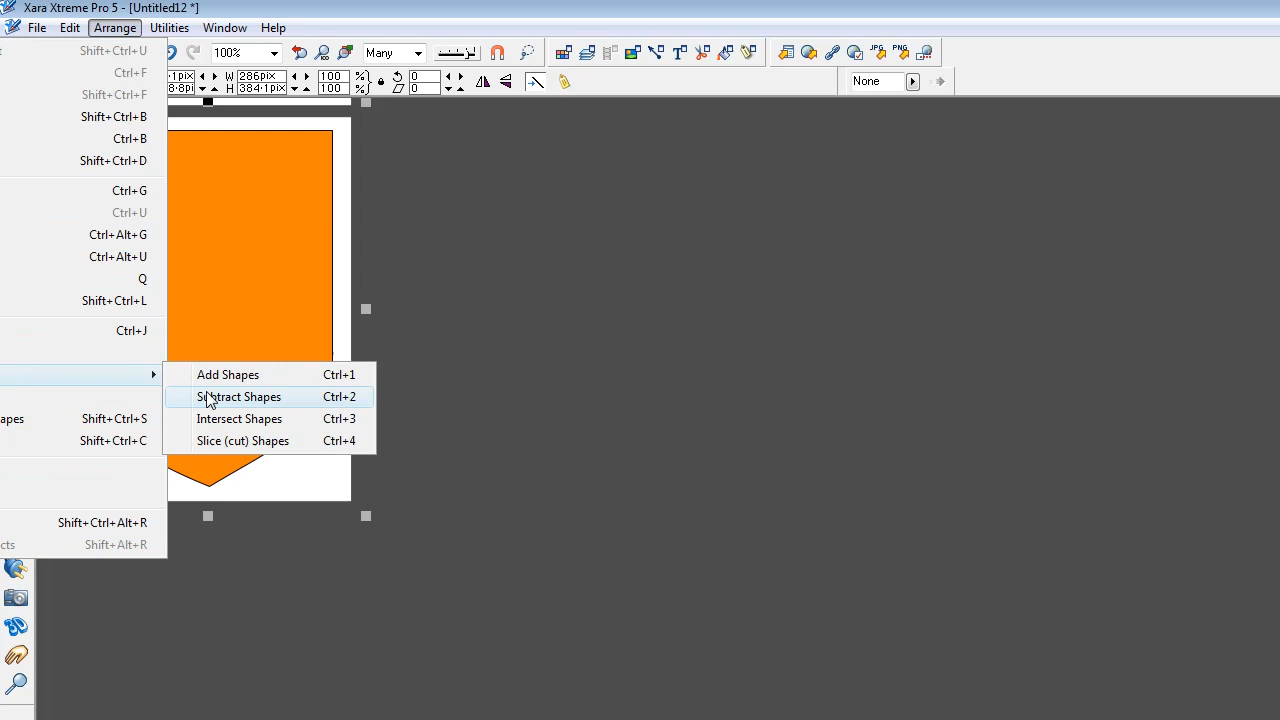 Xara Xtreme Pro 5 - [Untitled12 *]
File Edit Arrange Utilities Window Help
Shift+Ctrl+U
100% Many
Ctrl+F
W 286pix 100 0
H 384·1pix 100 0
None
Shift+Ctrl+F
Shift+Ctrl+B
Ctrl+B
Shift+Ctrl+D
Ctrl+G
Ctrl+U
Ctrl+Alt+G
Ctrl+Alt+U
Q
Shift+Ctrl+L
Ctrl+J
Add Shapes Ctrl+1
Subtract Shapes Ctrl+2
Intersect Shapes Ctrl+3
Slice (cut) Shapes Ctrl+4
apes Shift+Ctrl+S
Shift+Ctrl+C
Shift+Ctrl+Alt+R
cts Shift+Alt+R
3D